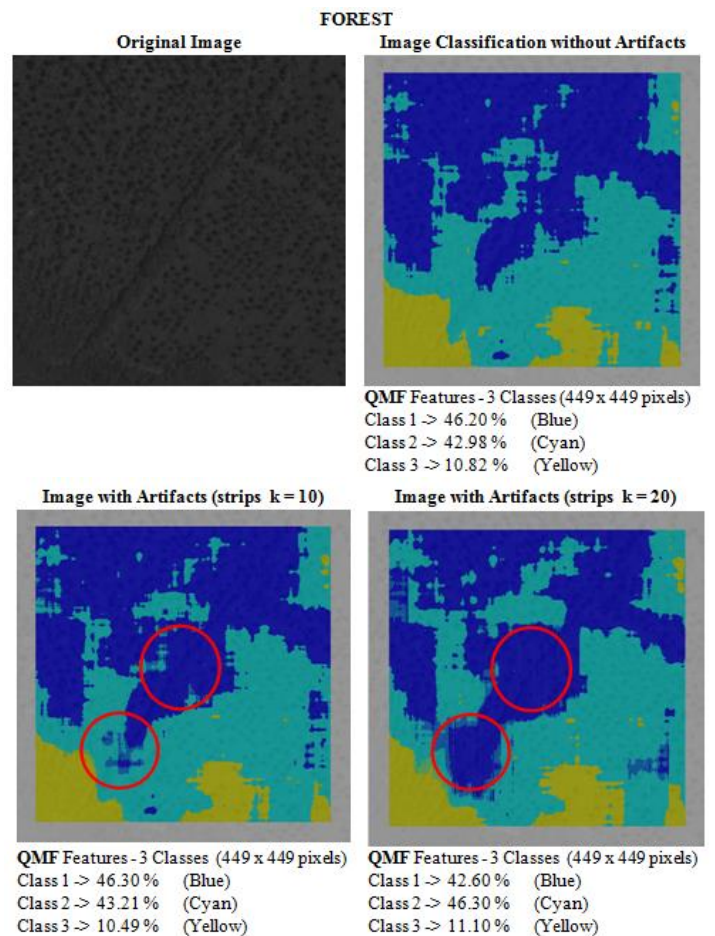 FOREST
Original Image
Image Classification without Artifacts
QMF Features - 3 Classes (449 x 449 pixels)
Class 1 -> 46.20 % (Blue)
Class 2 -> 42.98 % (Cyan)
Class 3 -> 10.82 % (Yellow)
Image with Artifacts (strips k = 10)
Image with Artifacts (strips k = 20)
QMF Features - 3 Classes (449 x 449 pixels)
Class 1 -> 46.30 % (Blue)
Class 2 -> 43.21 % (Cyan)
Class 3 -> 10.49 % (Yellow)
QMF Features - 3 Classes (449 x 449 pixels)
Class 1 -> 42.60 % (Blue)
Class 2 -> 46.30 % (Cyan)
Class 3 -> 11.10 % (Yellow)